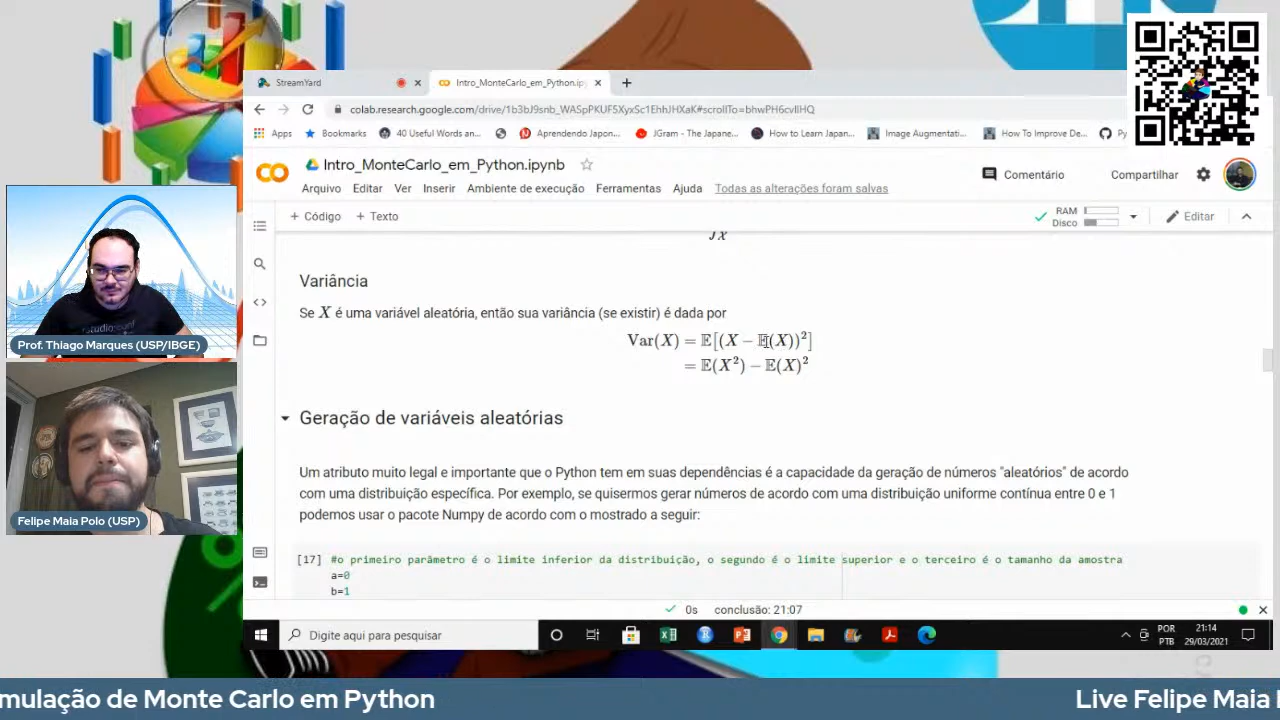 StreamYard
Intro_MonteCarlo_em_Python.ipy
colab.research.google.com/drive/1b3bJ9snb_WASpPKUF5XyxSc1EhhJHXaK#scrollTo=bhwPH6cvlIHQ
Apps Bookmarks 40 Useful Words an... Aprendendo Japon... JGram - The Japane... How to Learn Japan... Image Augmentati... How To Improve De... Py
Intro_MonteCarlo_em_Python.ipynb
Comentário Compartilhar
Arquivo Editar Ver Inserir Ambiente de execução Ferramentas Ajuda Todas as alterações foram salvas
+ Código + Texto
RAM
Disco
Editar
Variância
Se X é uma variável aleatória, então sua variância (se existir) é dada por
Var(X) = 𝔼[(X − 𝔼(X))²]
= 𝔼(X²) − 𝔼(X)²
Geração de variáveis aleatórias
Um atributo muito legal e importante que o Python tem em suas dependências é a capacidade da geração de números "aleatórios" de acordo
com uma distribuição específica. Por exemplo, se quisermos gerar números de acordo com uma distribuição uniforme contínua entre 0 e 1
podemos usar o pacote Numpy de acordo com o mostrado a seguir:
[17] #o primeiro parâmetro é o limite inferior da distribuição, o segundo é o limite superior e o terceiro é o tamanho da amostra
a=0
b=1
0s conclusão: 21:07
Digite aqui para pesquisar
POR
PTB
21:14
29/03/2021
Prof. Thiago Marques (USP/IBGE)
Felipe Maia Polo (USP)
mulação de Monte Carlo em Python
Live Felipe Maia